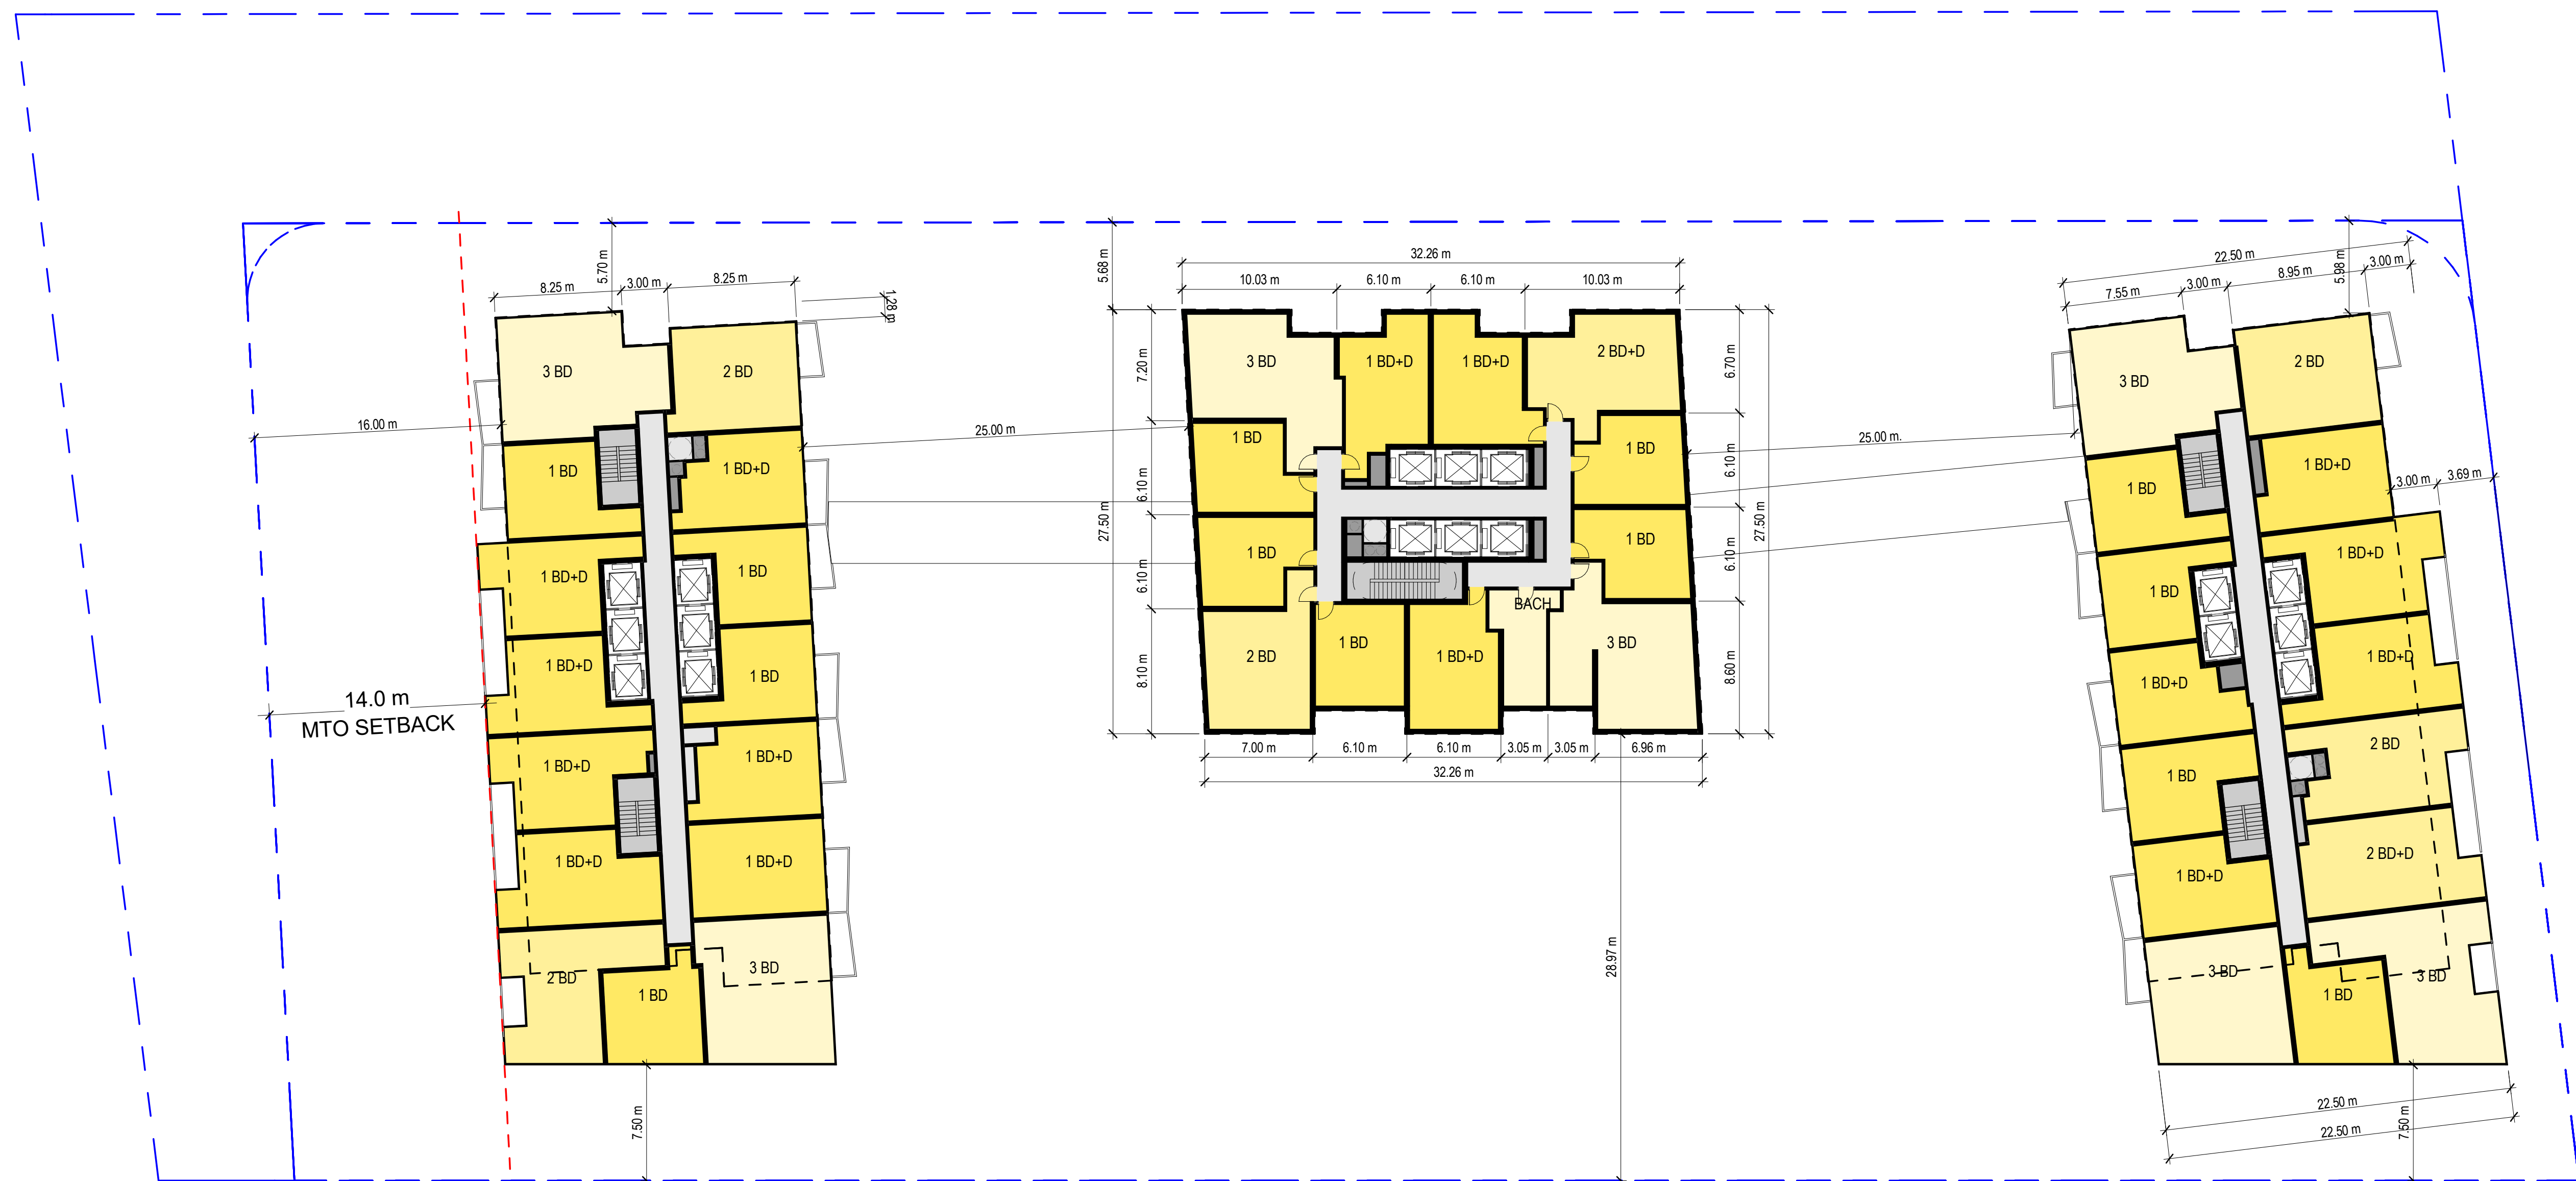 5.70 m
8.25 m
3.00 m
8.25 m
1.28 m
3 BD
2 BD
16.00 m
1 BD
1 BD+D
1 BD+D
1 BD
1 BD+D
1 BD
14.0 m
MTO SETBACK
1 BD+D
1 BD+D
1 BD+D
1 BD+D
2 BD
1 BD
3 BD
7.50 m
25.00 m
5.68 m
32.26 m
10.03 m
6.10 m
6.10 m
10.03 m
27.50 m
7.20 m
6.10 m
6.10 m
8.10 m
3 BD
1 BD+D
1 BD+D
2 BD+D
1 BD
1 BD
1 BD
1 BD
BACH
2 BD
1 BD
1 BD+D
3 BD
6.70 m
6.10 m
6.10 m
8.60 m
27.50 m
7.00 m
6.10 m
6.10 m
3.05 m
3.05 m
6.96 m
32.26 m
28.97 m
25.00 m.
22.50 m
7.55 m
3.00 m
8.95 m
3.00 m
5.98 m
3 BD
2 BD
1 BD
1 BD+D
3.00 m
3.69 m
1 BD
1 BD+D
1 BD+D
1 BD+D
1 BD
2 BD
1 BD+D
2 BD+D
3 BD
1 BD
3 BD
22.50 m
22.50 m
7.50 m